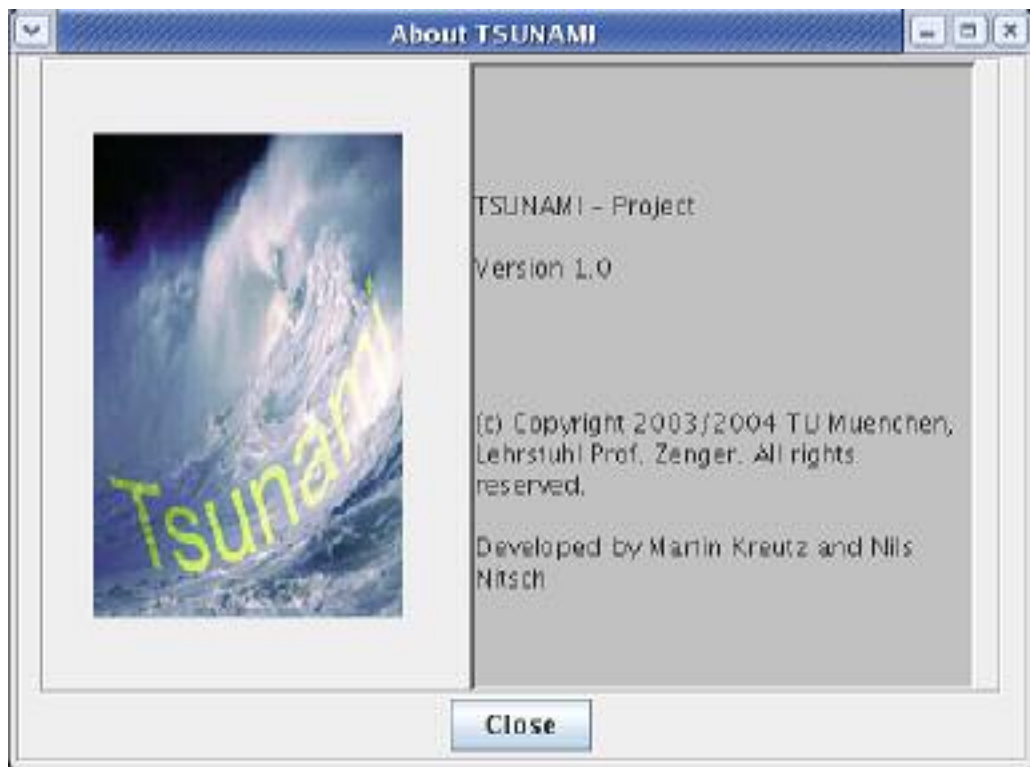 About TSUNAMI
Tsunami
TSUNAMI - Project
Version 1.0
(c) Copyright 2003/2004 TU Muenchen,
Lehrstuhl Prof. Zenger. All rights
reserved.
Developed by Martin Kreutz and Nils
Nitsch
Close